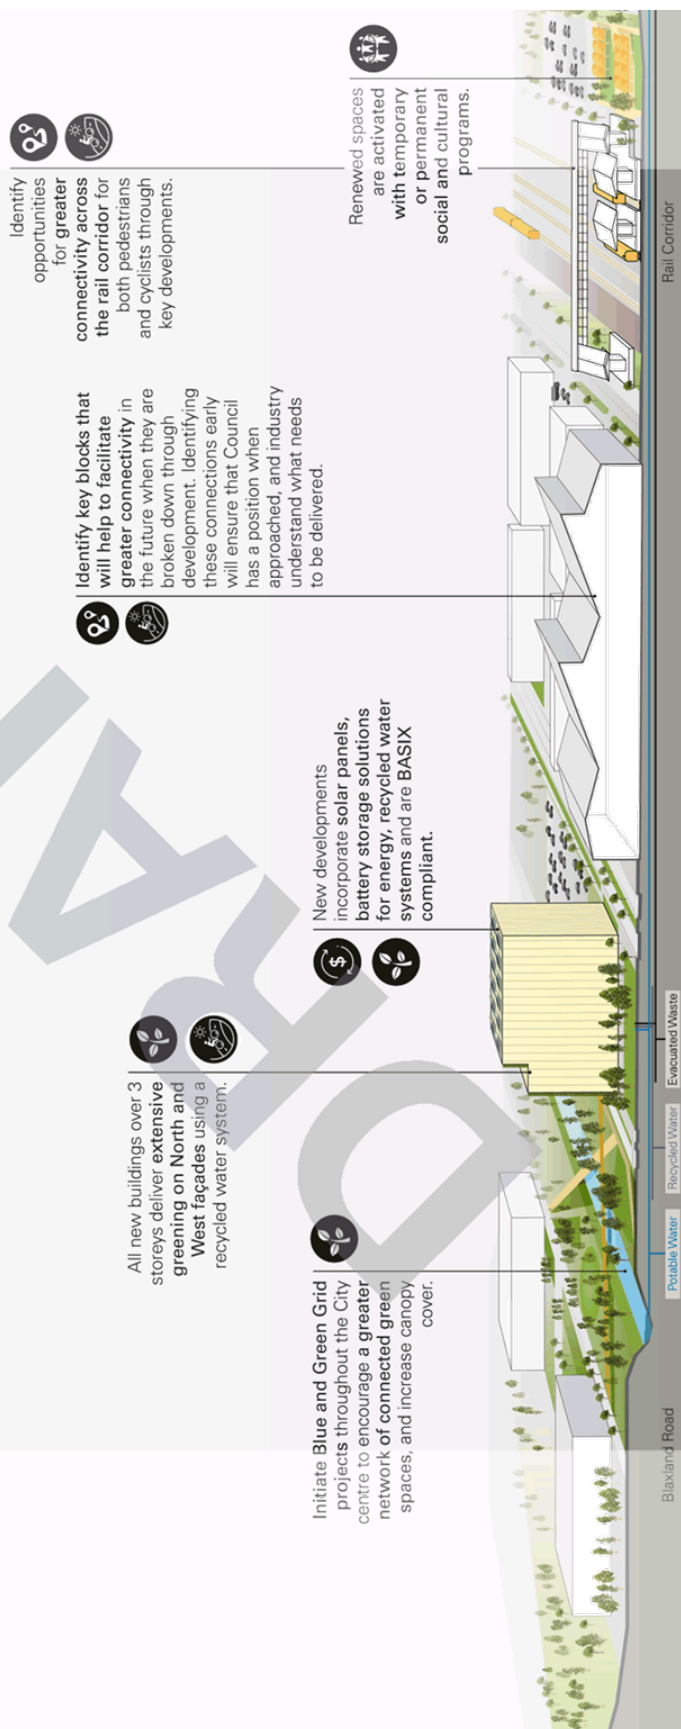 Initiate Blue and Green Grid
projects throughout the City
centre to encourage a greater
network of connected green
spaces, and increase canopy
cover.
All new buildings over 3
storeys deliver extensive
greening on North and
West façades using a
recycled water system.
New developments
incorporate solar panels,
battery storage solutions
for energy, recycled water
systems and are BASIX
compliant.
Identify key blocks that
will help to facilitate
greater connectivity in
the future when they are
broken down through
development. Identifying
these connections early
will ensure that Council
has a position when
approached, and industry
understand what needs
to be delivered.
Identify
opportunities
for greater
connectivity across
the rail corridor for
both pedestrians
and cyclists through
key developments.
Renewed spaces
are activated
with temporary
or permanent
social and cultural
programs.
Blaxland Road
Potable Water
Recycled Water
Evacuated Waste
Rail Corridor
$
DRA